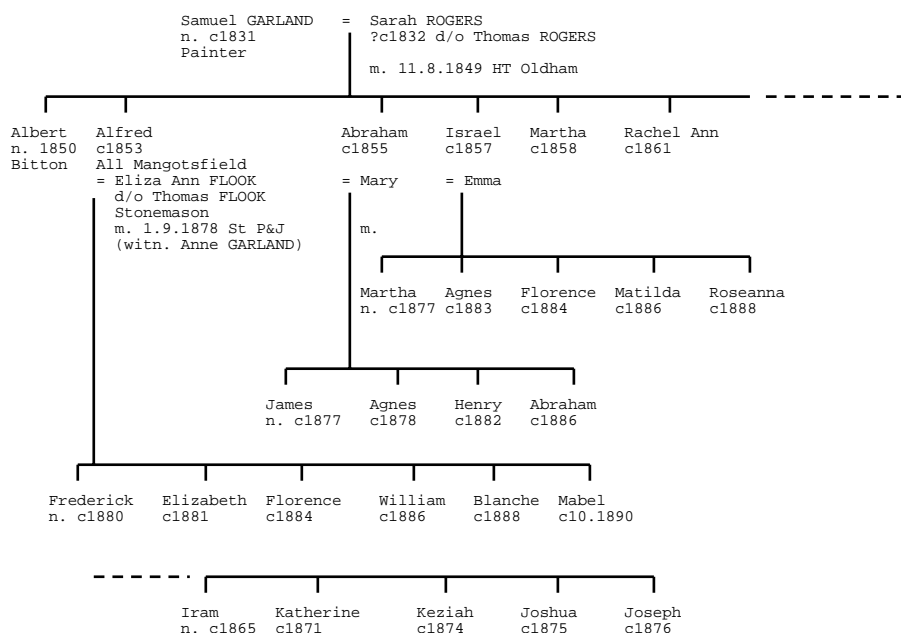 Samuel GARLAND = Sarah ROGERS
n. c1831 ?c1832 d/o Thomas ROGERS
Painter
m. 11.8.1849 HT Oldham
Albert Alfred Abraham Israel Martha Rachel Ann
n. 1850 c1853 c1855 c1857 c1858 c1861
Bitton All Mangotsfield
= Eliza Ann FLOOK = Mary = Emma
d/o Thomas FLOOK
Stonemason
m. 1.9.1878 St P&J m.
(witn. Anne GARLAND)
Martha Agnes Florence Matilda Roseanna
n. c1877 c1883 c1884 c1886 c1888
James Agnes Henry Abraham
n. c1877 c1878 c1882 c1886
Frederick Elizabeth Florence William Blanche Mabel
n. c1880 c1881 c1884 c1886 c1888 c10.1890
Iram Katherine Keziah Joshua Joseph
n. c1865 c1871 c1874 c1875 c1876